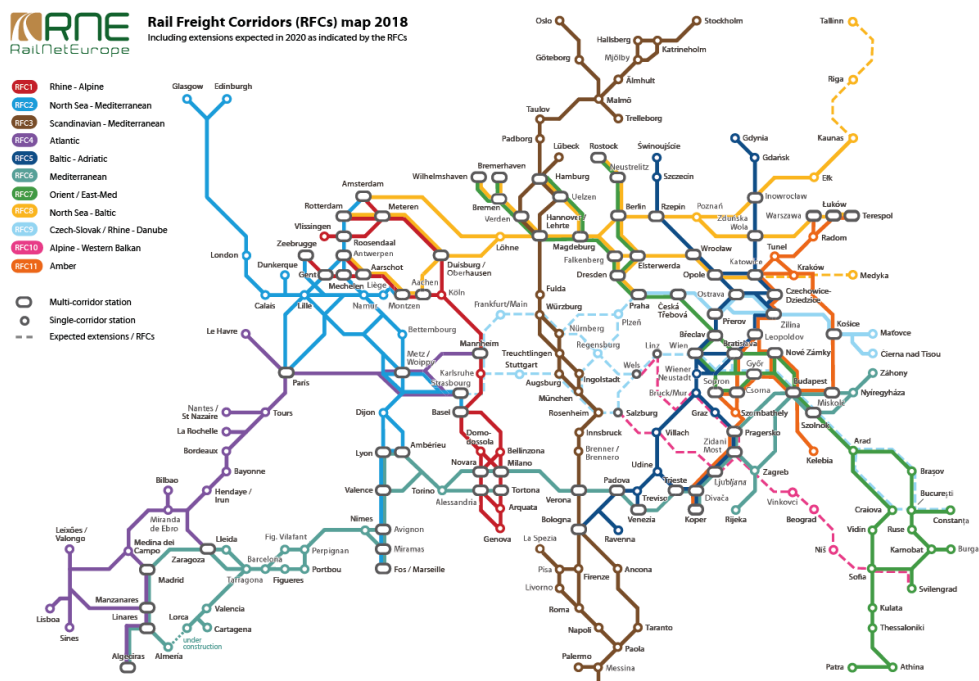 RNE
RailNetEurope
Rail Freight Corridors (RFCs) map 2018
Including extensions expected in 2020 as indicated by the RFCs
RFC1 Rhine - Alpine
RFC2 North Sea - Mediterranean
RFC3 Scandinavian - Mediterranean
RFC4 Atlantic
RFC5 Baltic - Adriatic
RFC6 Mediterranean
RFC7 Orient / East-Med
RFC8 North Sea - Baltic
RFC9 Czech-Slovak / Rhine - Danube
RFC10 Alpine - Western Balkan
RFC11 Amber
Multi-corridor station
Single-corridor station
Expected extensions / RFCs
Glasgow
Edinburgh
London
Calais
Dunkerque
Lille
Zeebrugge
Gent
Mechelen
Antwerpen
Roosendaal
Vlissingen
Rotterdam
Amsterdam
Meteren
Aarschot
Liège
Namur
Montzen
Aachen
Duisburg /
Oberhausen
Köln
Bettembourg
Metz /
Woippy
Strasbourg
Mannheim
Karlsruhe
Basel
Frankfurt/Main
Stuttgart
Nürnberg
Regensburg
Plzeň
Le Havre
Paris
Nantes /
St Nazaire
Tours
La Rochelle
Bordeaux
Bayonne
Hendaye /
Irun
Bilbao
Miranda
de Ebro
Leixões /
Valongo
Medina del
Campo
Madrid
Manzanares
Linares
Lisboa
Sines
Algeciras
Almería
under
construction
Lorca
Cartagena
Valencia
Zaragoza
Lleida
Tarragona
Barcelona
Fig. Vilafant
Figueres
Perpignan
Portbou
Nimes
Avignon
Miramas
Fos / Marseille
Dijon
Lyon
Ambérieu
Valence
Torino
Domo-
dossola
Bellinzona
Novara
Milano
Alessandria
Tortona
Arquata
Genova
Oslo
Stockholm
Hallsberg
Katrineholm
Göteborg
Mjölby
Älmhult
Malmö
Trelleborg
Taulov
Padborg
Lübeck
Hamburg
Bremerhaven
Wilhelmshaven
Bremen
Verden
Uelzen
Hannover /
Lehrte
Löhne
Magdeburg
Rostock
Neustrelitz
Berlin
Falkenberg
Elsterwerda
Dresden
Fulda
Würzburg
Treuchtlingen
Ingolstadt
Augsburg
München
Rosenheim
Innsbruck
Brenner /
Brennero
Verona
Bologna
Padova
Treviso
Venezia
Ravenna
La Spezia
Pisa
Livorno
Firenze
Ancona
Roma
Napoli
Taranto
Paola
Palermo
Messina
Świnoujście
Szczecin
Rzepin
Poznań
Gdynia
Gdańsk
Inowrocław
Zduńska
Wola
Warszawa
Łuków
Terespol
Radom
Tallinn
Riga
Kaunas
Ełk
Wrocław
Opole
Katowice
Tunel
Kraków
Medyka
Czechowice-
Dziedzice
Praha
Česká
Třebová
Ostrava
Přerov
Zilina
Košice
Maťovce
Cierna nad Tisou
Břeclav
Bratislava
Leopoldov
Nové Zámky
Wels
Linz
Wien
Salzburg
Wiener
Neustadt
Bruck/Mur
Sopron
Győr
Csorna
Szombathely
Budapest
Miskolc
Záhony
Nyíregyháza
Szolnok
Kelebia
Graz
Villach
Udine
Trieste
Koper
Divača
Ljubljana
Zidani
Most
Pragersko
Zagreb
Rijeka
Vinkovci
Beograd
Niš
Arad
Brașov
București
Craiova
Constanța
Vidin
Ruse
Karnobat
Burga
Sofia
Svilengrad
Kulata
Thessaloniki
Patra
Athina